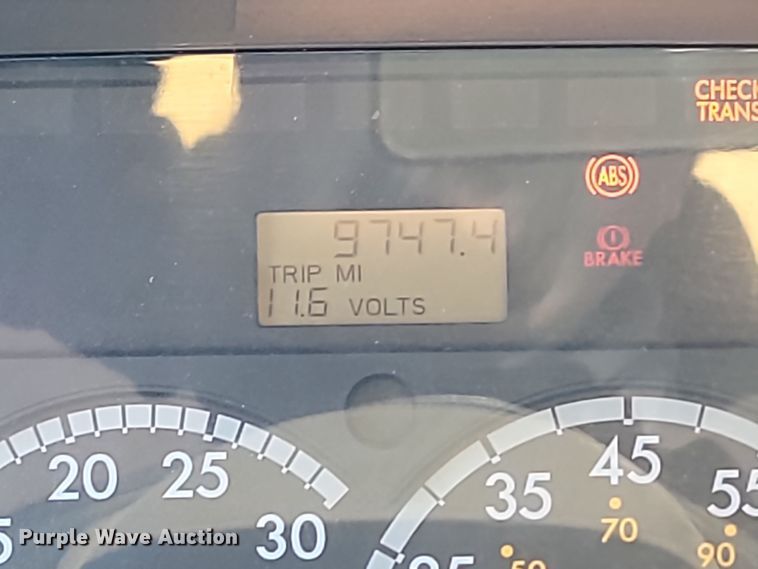 CHECK
TRANS
ABS
BRAKE
9747.4
TRIP MI
11.6 VOLTS
20 25 30
35 45 55
70 90
Purple Wave Auction